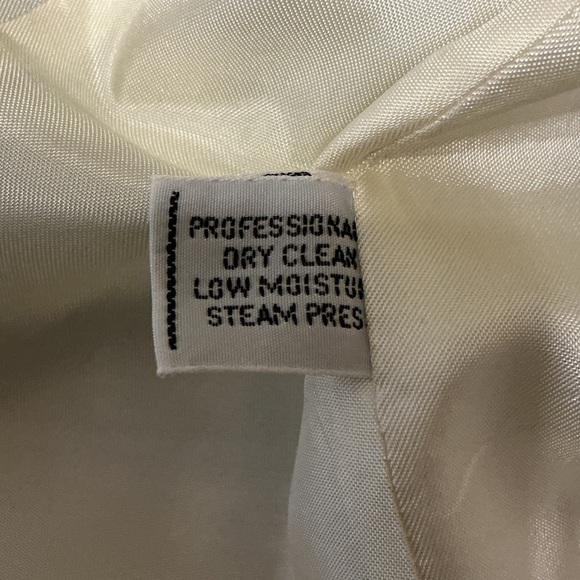 PROFESSIONA
DRY CLEAN
LOW MOISTU
STEAM PRES